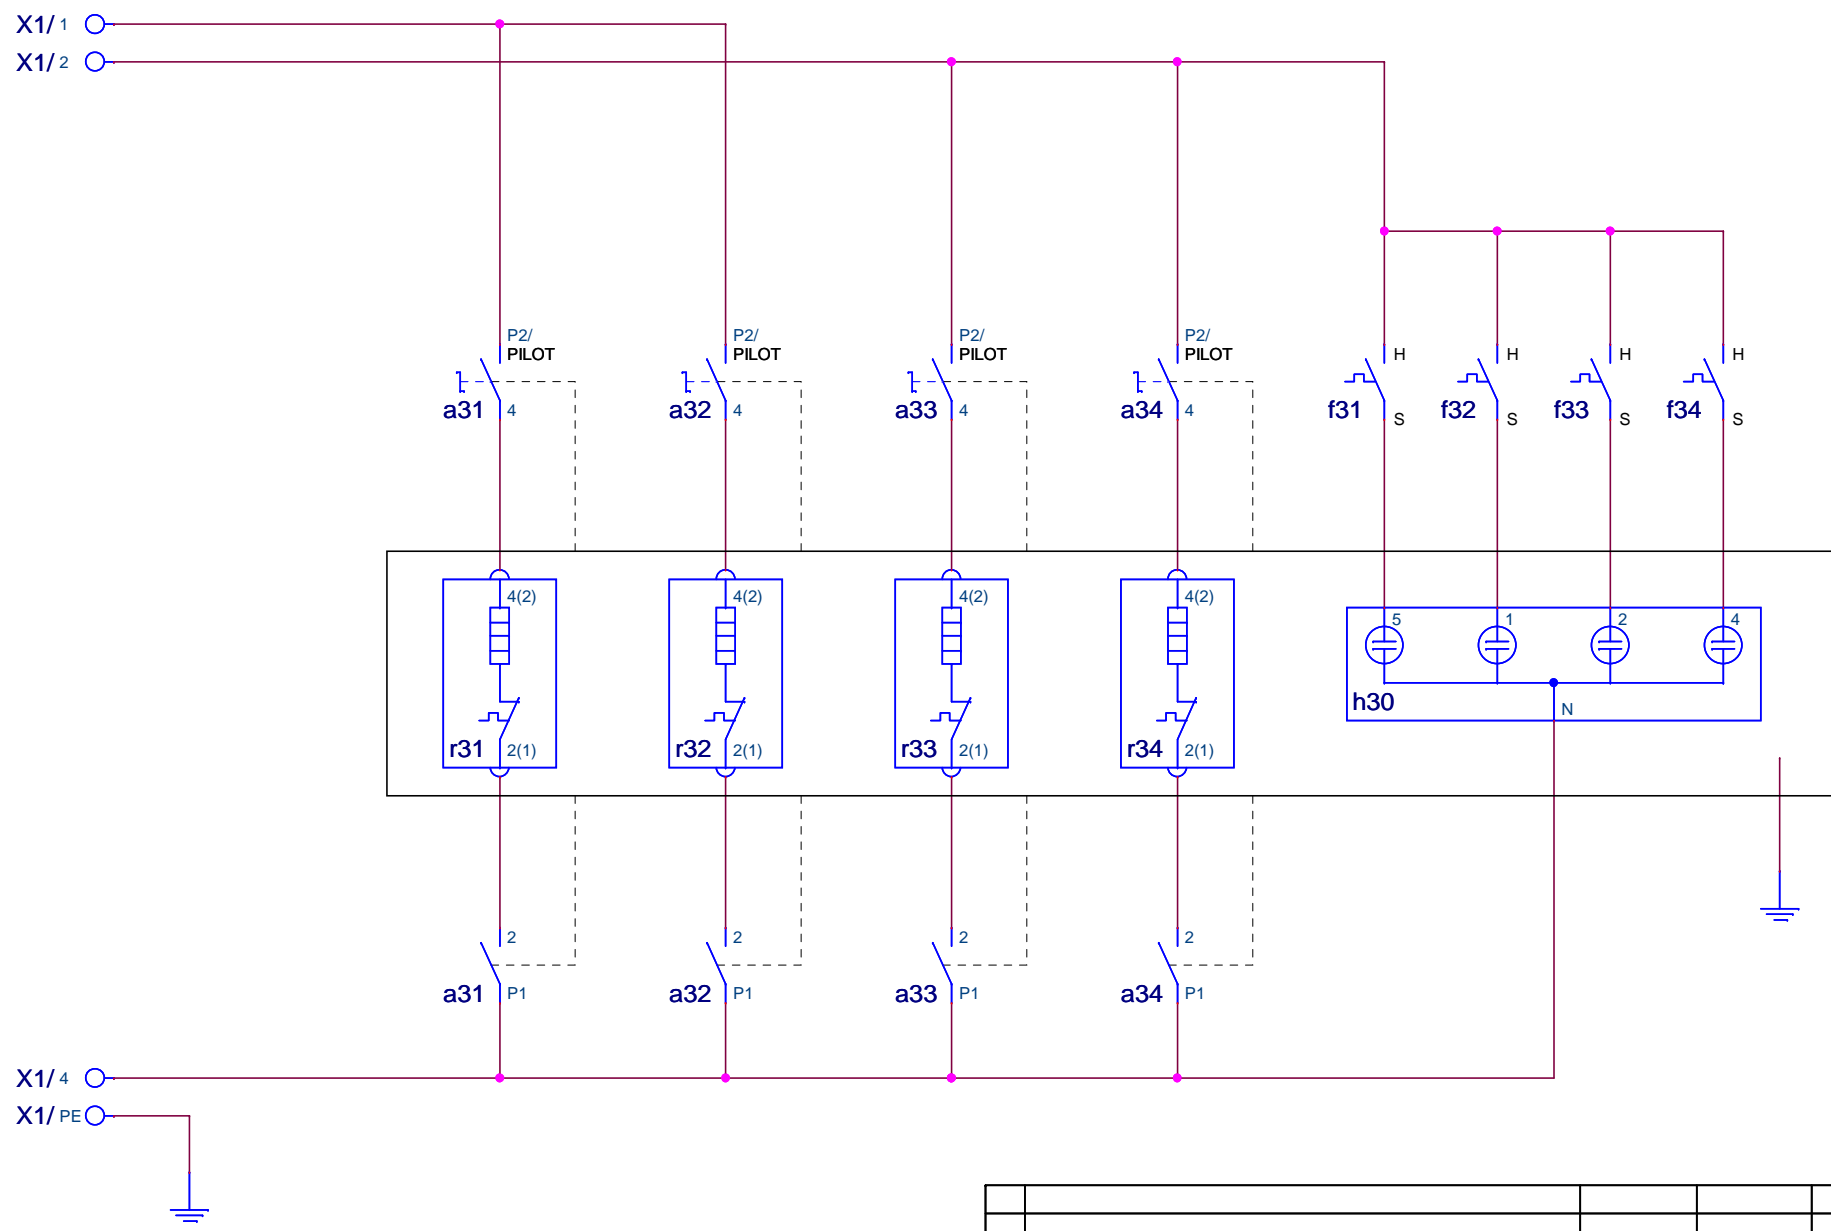 X1/ 1
X1/ 2
P2/ P2/ P2/ P2/
PILOT PILOT PILOT PILOT H H H H
a31 4 a32 4 a33 4 a34 4 f31 S f32 S f33 S f34 S
4(2) 4(2) 4(2) 4(2)
5 1 2 4
h30 N
r31 2(1) r32 2(1) r33 2(1) r34 2(1)
2 2 2 2
a31 P1 a32 P1 a33 P1 a34 P1
X1/ 4
X1/ PE